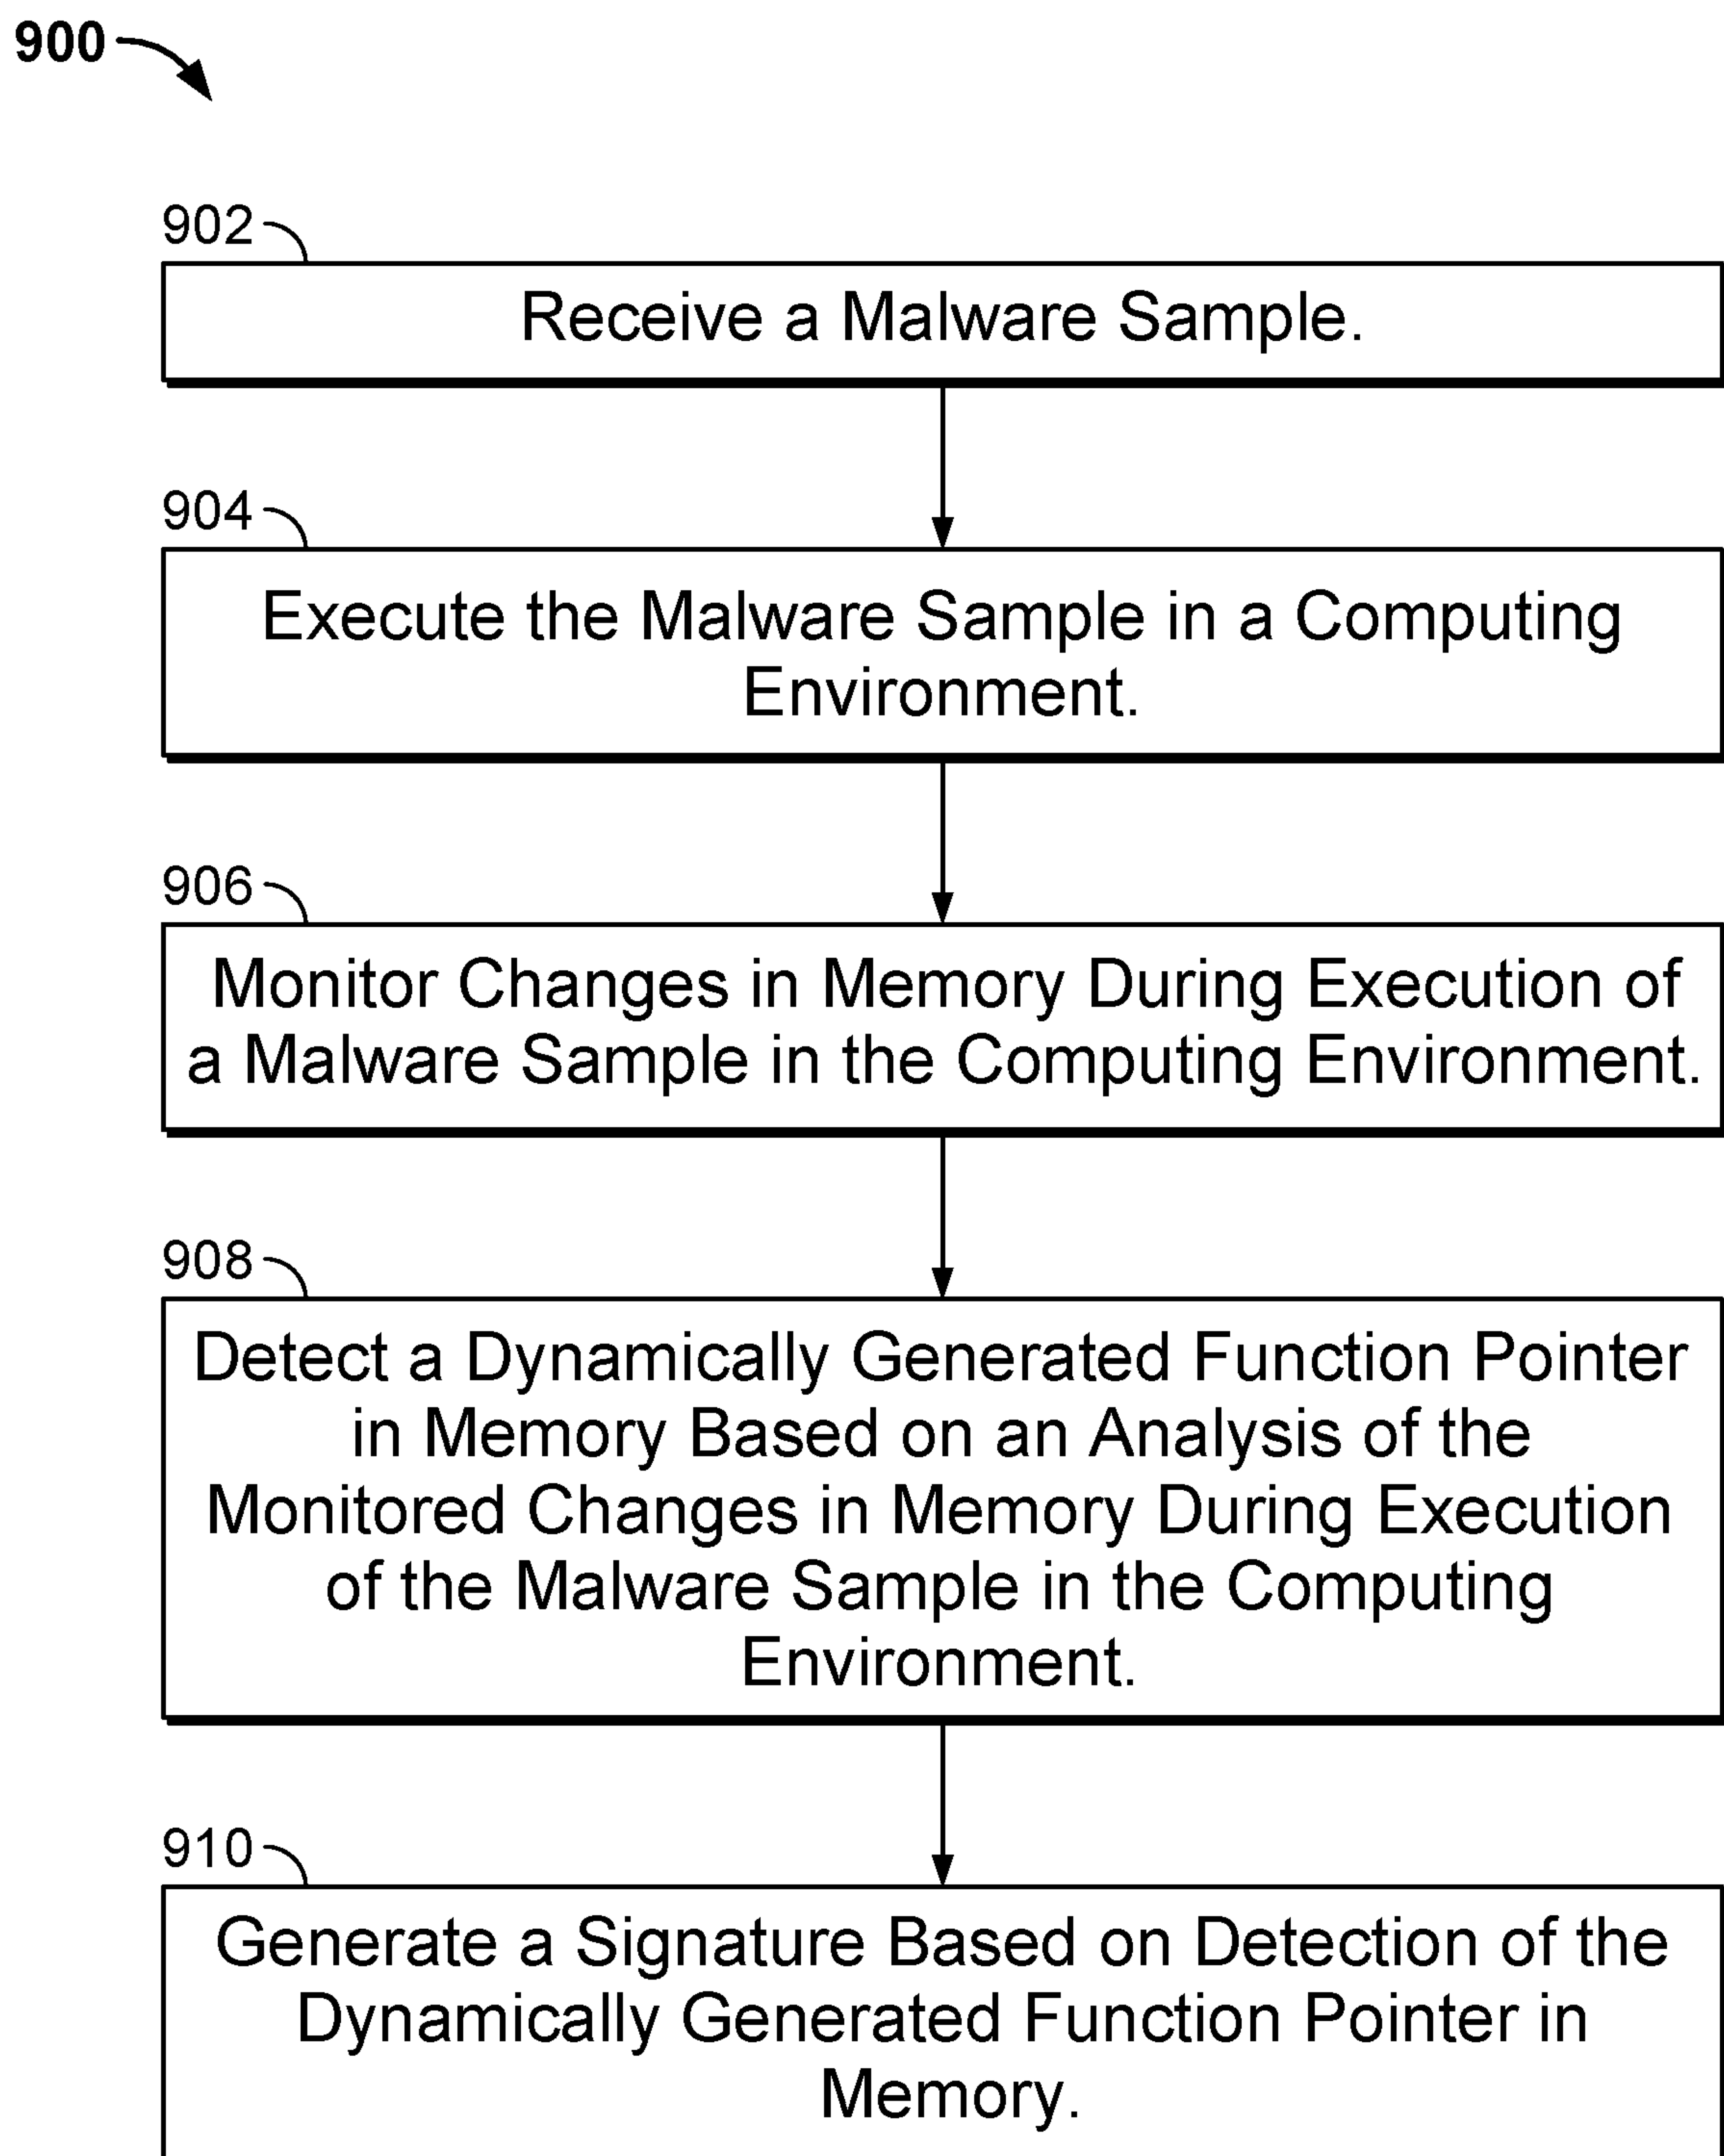 900
902
Receive a Malware Sample.
904
Execute the Malware Sample in a Computing
Environment.
906
Monitor Changes in Memory During Execution of
a Malware Sample in the Computing Environment.
908
Detect a Dynamically Generated Function Pointer
in Memory Based on an Analysis of the
Monitored Changes in Memory During Execution
of the Malware Sample in the Computing
Environment.
910
Generate a Signature Based on Detection of the
Dynamically Generated Function Pointer in
Memory.